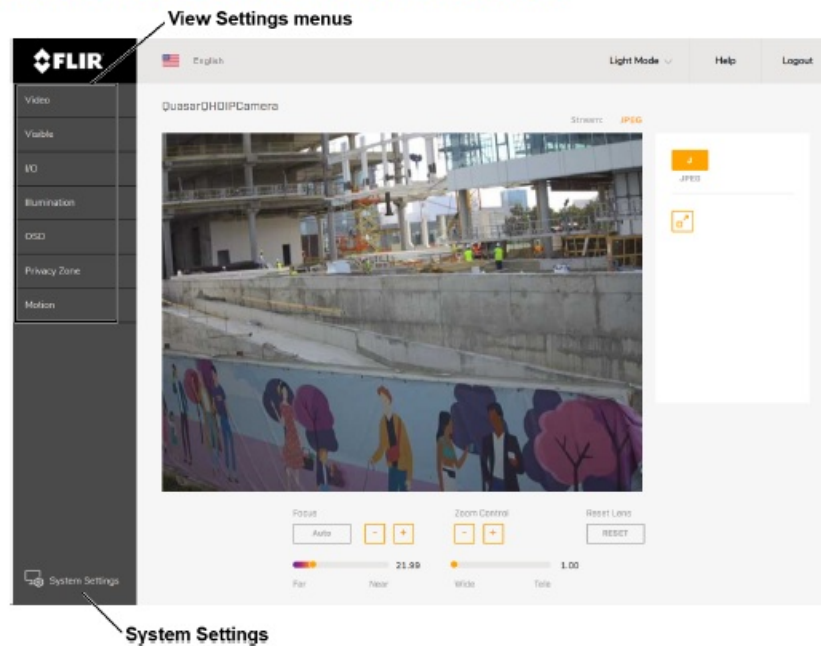 View Settings menus
FLIR
English
Light Mode
Help
Logout
Video
Visible
I/O
Illumination
OSD
Privacy Zone
Motion
QuasarQHDIPCamera
Stream: JPEG
J
JPEG
Focus
Zoom Control
Reset Lens
Auto
-
+
-
+
RESET
21.99
1.00
Far
Near
Wide
Tele
System Settings
System Settings